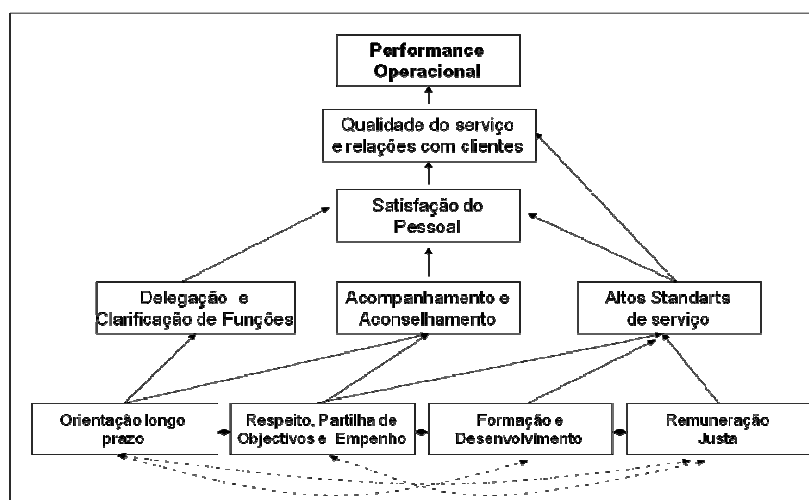 Performance
Operacional
Qualidade do serviço
e relações com clientes
Satisfação do
Pessoal
Delegação e
Clarificação de Funções
Acompanhamento e
Aconselhamento
Altos Standarts
de serviço
Orientação longo
prazo
Respeito, Partilha de
Objectivos e Empenho
Formação e
Desenvolvimento
Remuneração
Justa